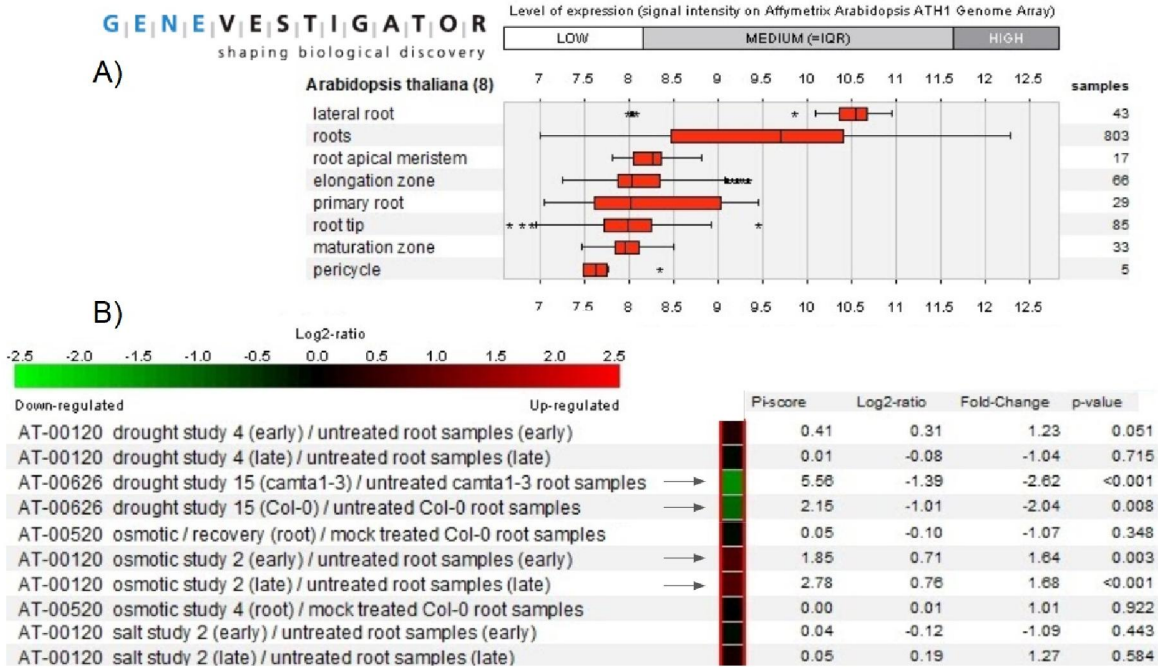 G|E|N|E|V|E|S|T|I|G|A|T|O|R
shaping biological discovery
Level of expression (signal intensity on Affymetrix Arabidopsis ATH1 Genome Array)
LOW MEDIUM (=IQR) HIGH
A)
Arabidopsis thaliana (8) 7 7.5 8 8.5 9 9.5 10 10.5 11 11.5 12 12.5 samples
lateral root 43
roots 803
root apical meristem 17
elongation zone 66
primary root 29
root tip 85
maturation zone 33
pericycle 5
7 7.5 8 8.5 9 9.5 10 10.5 11 11.5 12 12.5
B)
Log2-ratio
-2.5 -2.0 -1.5 -1.0 -0.5 0.0 0.5 1.0 1.5 2.0 2.5
Down-regulated Up-regulated
Pi-score Log2-ratio Fold-Change p-value
AT-00120 drought study 4 (early) / untreated root samples (early) 0.41 0.31 1.23 0.051
AT-00120 drought study 4 (late) / untreated root samples (late) 0.01 -0.08 -1.04 0.715
AT-00626 drought study 15 (camta1-3) / untreated camta1-3 root samples 5.56 -1.39 -2.62 <0.001
AT-00626 drought study 15 (Col-0) / untreated Col-0 root samples 2.15 -1.01 -2.04 0.008
AT-00520 osmotic / recovery (root) / mock treated Col-0 root samples 0.05 -0.10 -1.07 0.348
AT-00120 osmotic study 2 (early) / untreated root samples (early) 1.85 0.71 1.64 0.003
AT-00120 osmotic study 2 (late) / untreated root samples (late) 2.78 0.76 1.68 <0.001
AT-00520 osmotic study 4 (root) / mock treated Col-0 root samples 0.00 0.01 1.01 0.922
AT-00120 salt study 2 (early) / untreated root samples (early) 0.04 -0.12 -1.09 0.443
AT-00120 salt study 2 (late) / untreated root samples (late) 0.05 0.19 1.27 0.584